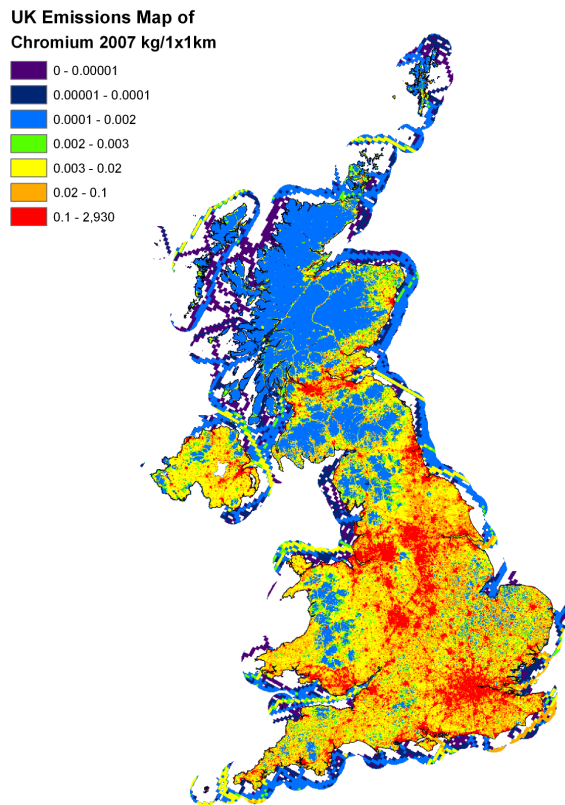 UK Emissions Map of
Chromium 2007 kg/1x1km
0 - 0.00001
0.00001 - 0.0001
0.0001 - 0.002
0.002 - 0.003
0.003 - 0.02
0.02 - 0.1
0.1 - 2,930